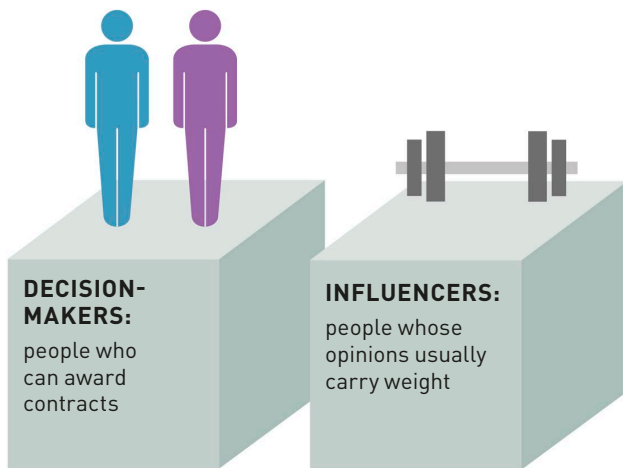 DECISION-
MAKERS:
people who
can award
contracts
INFLUENCERS:
people whose
opinions usually
carry weight